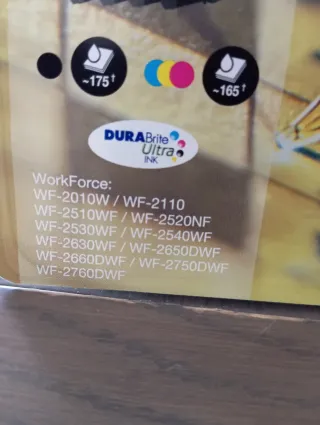 ~175†
~165†
DURABrite
Ultra
INK
WorkForce:
WF-2010W / WF-2110
WF-2510WF / WF-2520NF
WF-2530WF / WF-2540WF
WF-2630WF / WF-2650DWF
WF-2660DWF / WF-2750DWF
WF-2760DWF